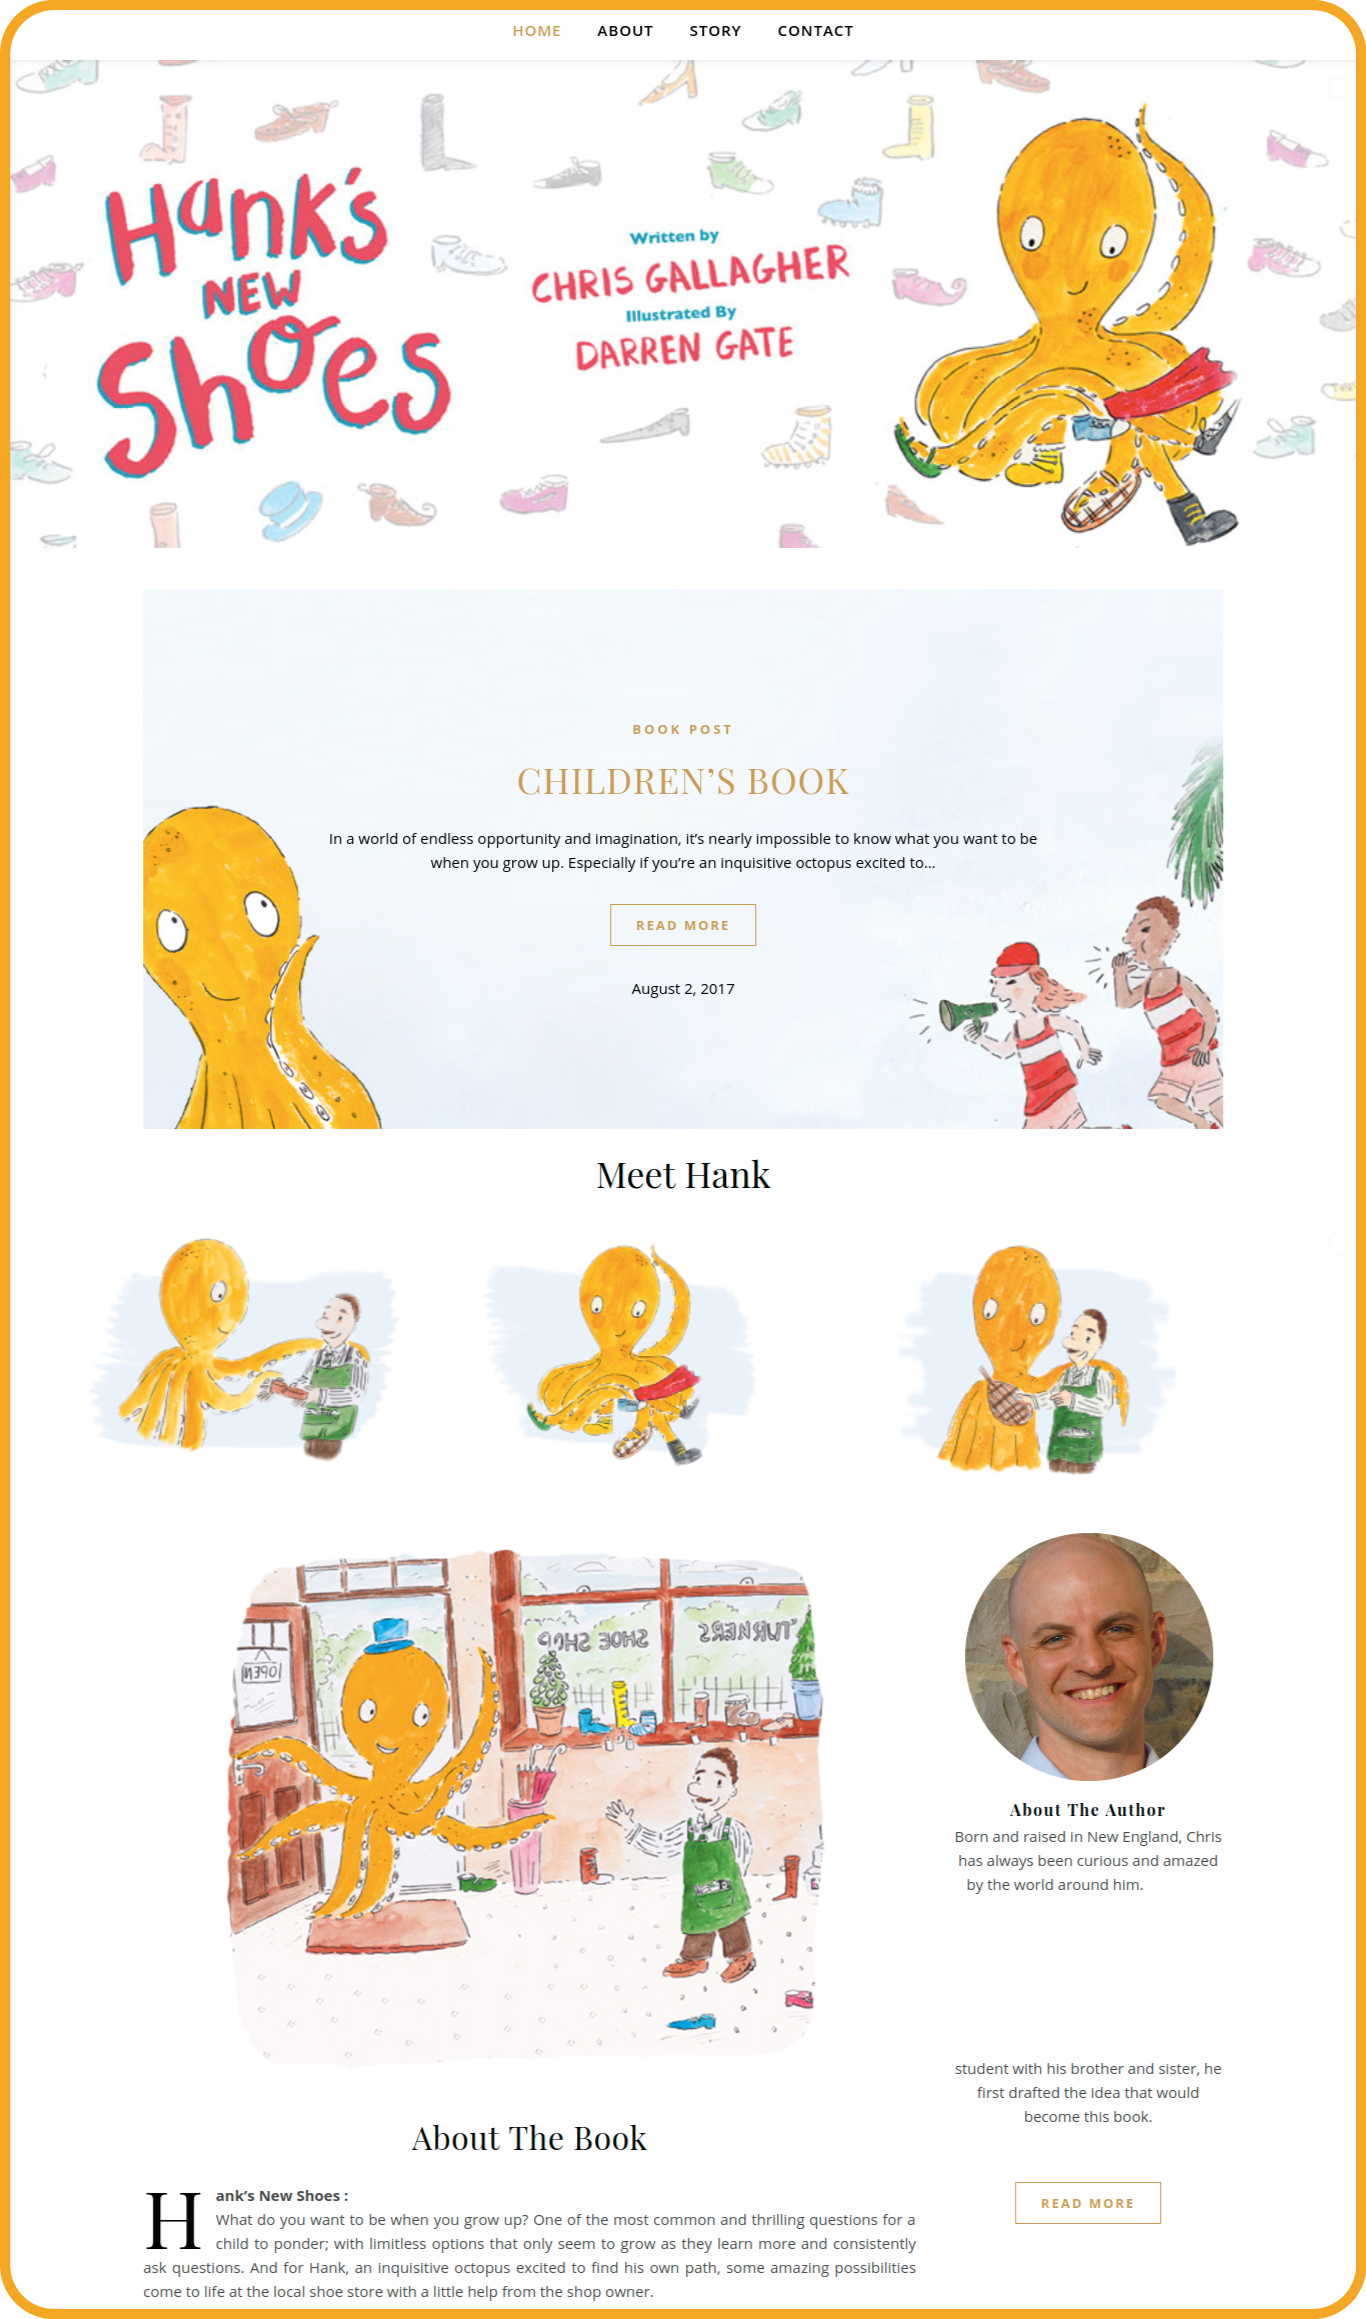 HOME ABOUT STORY CONTACT
Hank's
NEW
Shoes
Written by
CHRIS GALLAGHER
Illustrated By
DARREN GATE
BOOK POST
CHILDREN’S BOOK
In a world of endless opportunity and imagination, it’s nearly impossible to know what you want to be
when you grow up. Especially if you’re an inquisitive octopus excited to...
READ MORE
August 2, 2017
Meet Hank
OPEN
SHOE SHOP
TURNERS
About The Author
Born and raised in New England, Chris
has always been curious and amazed
by the world around him.
student with his brother and sister, he
first drafted the idea that would
become this book.
READ MORE
About The Book
Hank’s New Shoes :
What do you want to be when you grow up? One of the most common and thrilling questions for a
child to ponder; with limitless options that only seem to grow as they learn more and consistently
ask questions. And for Hank, an inquisitive octopus excited to find his own path, some amazing possibilities
come to life at the local shoe store with a little help from the shop owner.